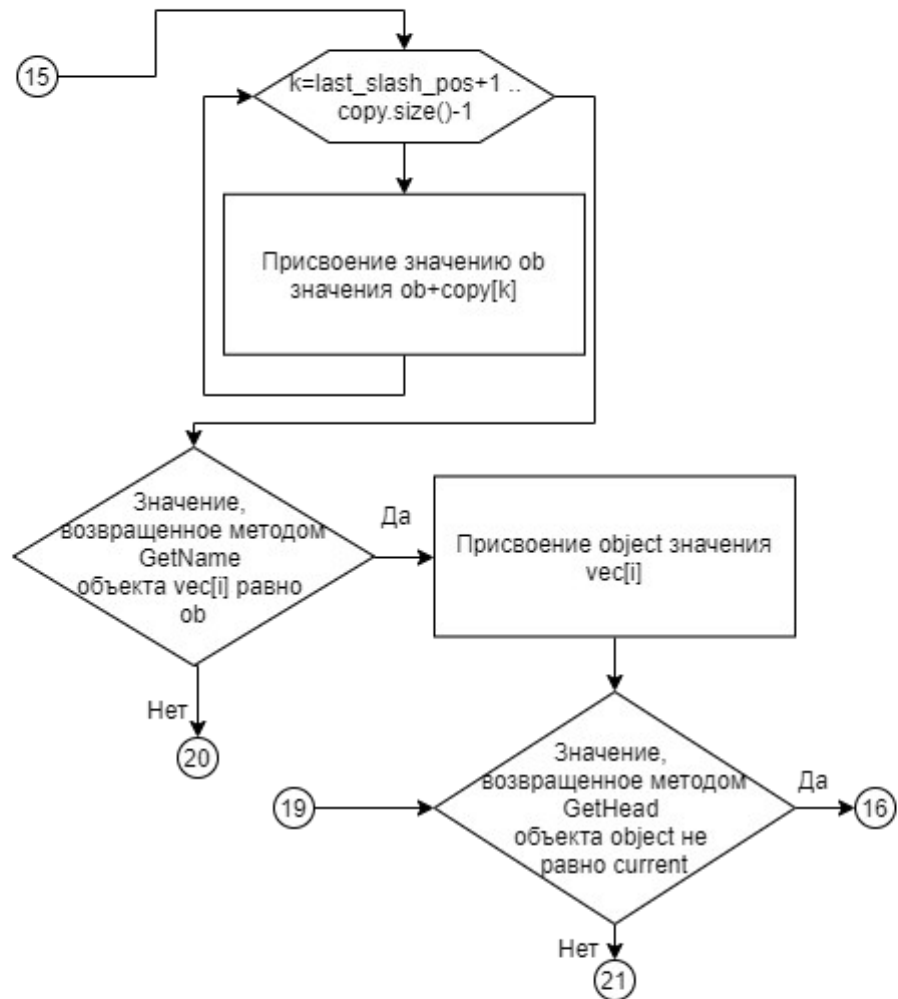 15
k=last_slash_pos+1 ..
copy.size()-1
Присвоение значению ob
значения ob+copy[k]
Значение,
возвращенное методом
GetName
объекта vec[i] равно
ob
Да
Присвоение object значения
vec[i]
Нет
20
19
Значение,
возвращенное методом
GetHead
объекта object не
равно current
Да
16
Нет
21